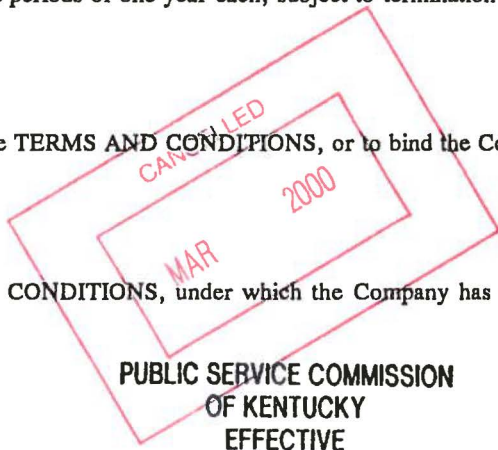 periods of one year each, subject to termination
TERMS AND CONDITIONS, or to bind the
CANCELLED
MAR 2000
CONDITIONS, under which the Company has
PUBLIC SERVICE COMMISSION
OF KENTUCKY
EFFECTIVE